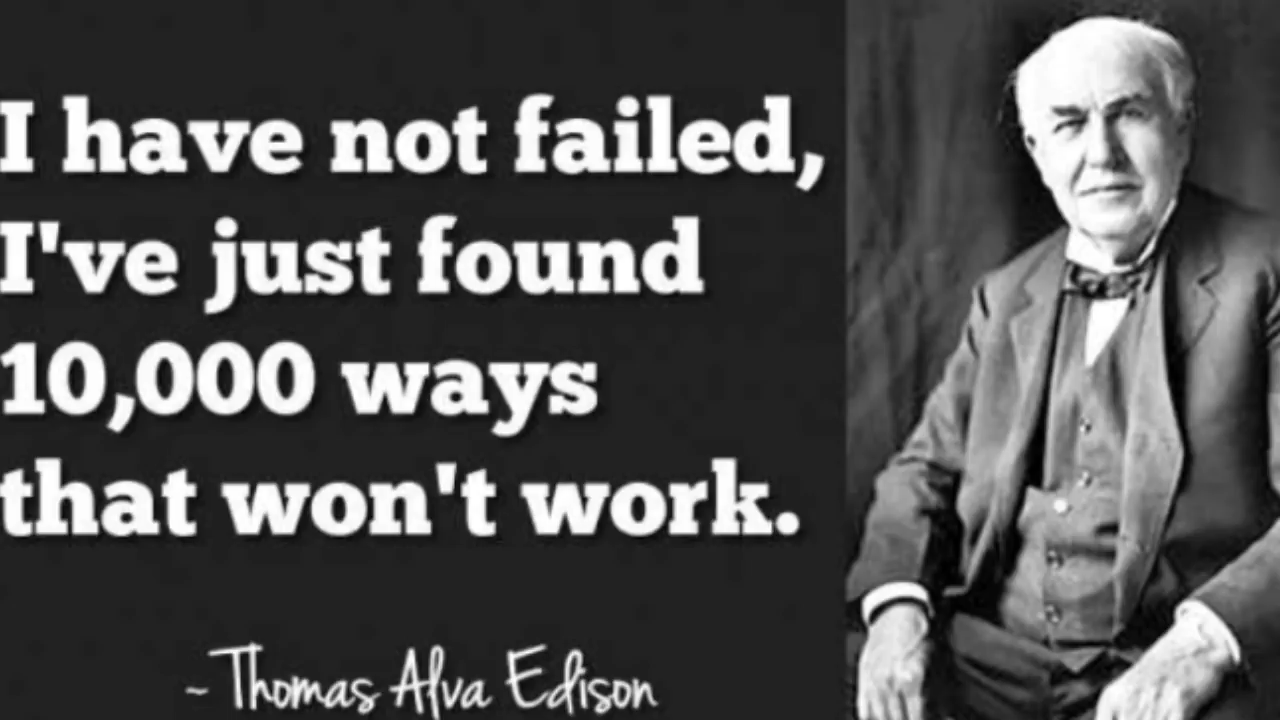 I have not failed,
I've just found
10,000 ways
that won't work.
~ Thomas Alva Edison